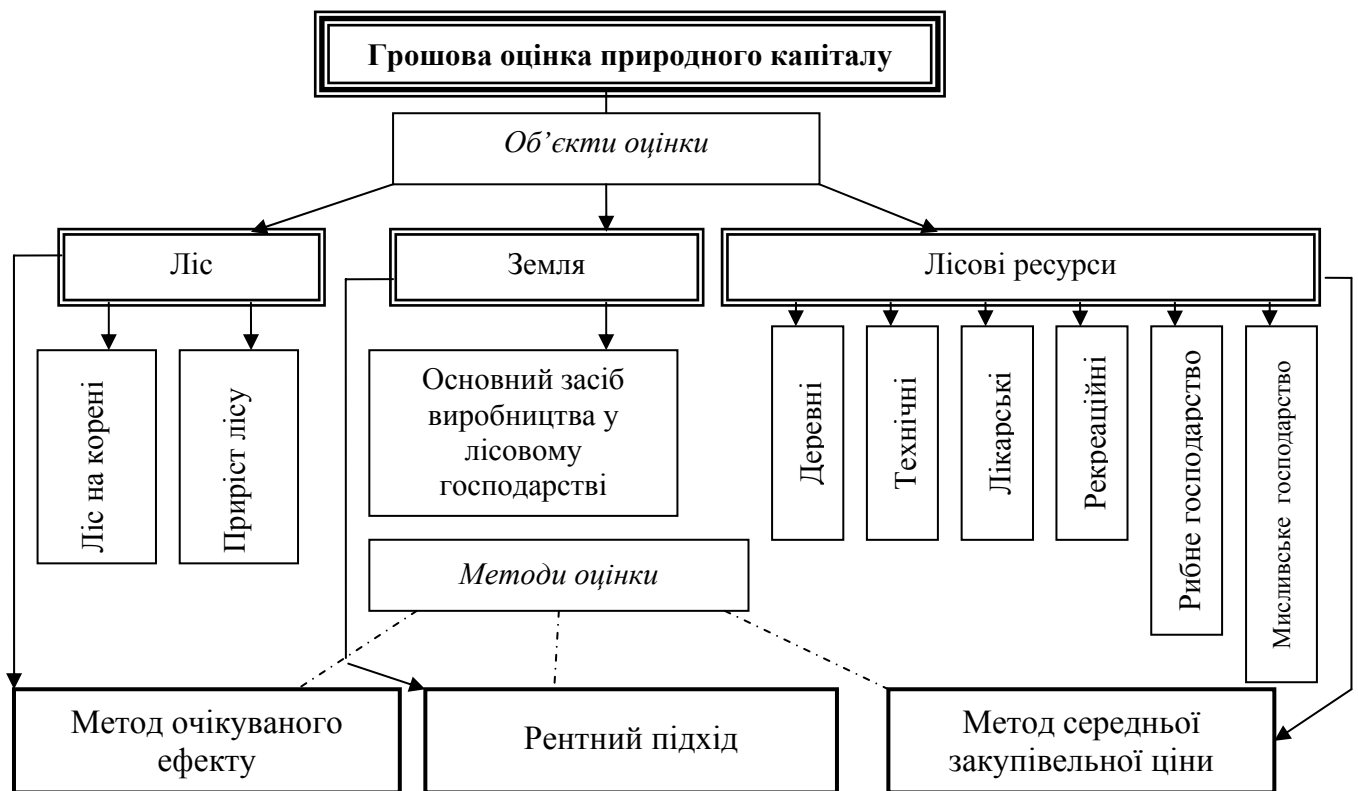 Грошова оцінка природного капіталу
Об’єкти оцінки
Ліс
Земля
Лісові ресурси
Ліс на корені
Приріст лісу
Основний засіб
виробництва у
лісовому
господарстві
Деревні
Технічні
Лікарські
Рекреаційні
Рибне господарство
Мисливське господарство
Методи оцінки
Метод очікуваного
ефекту
Рентний підхід
Метод середньої
закупівельної ціни